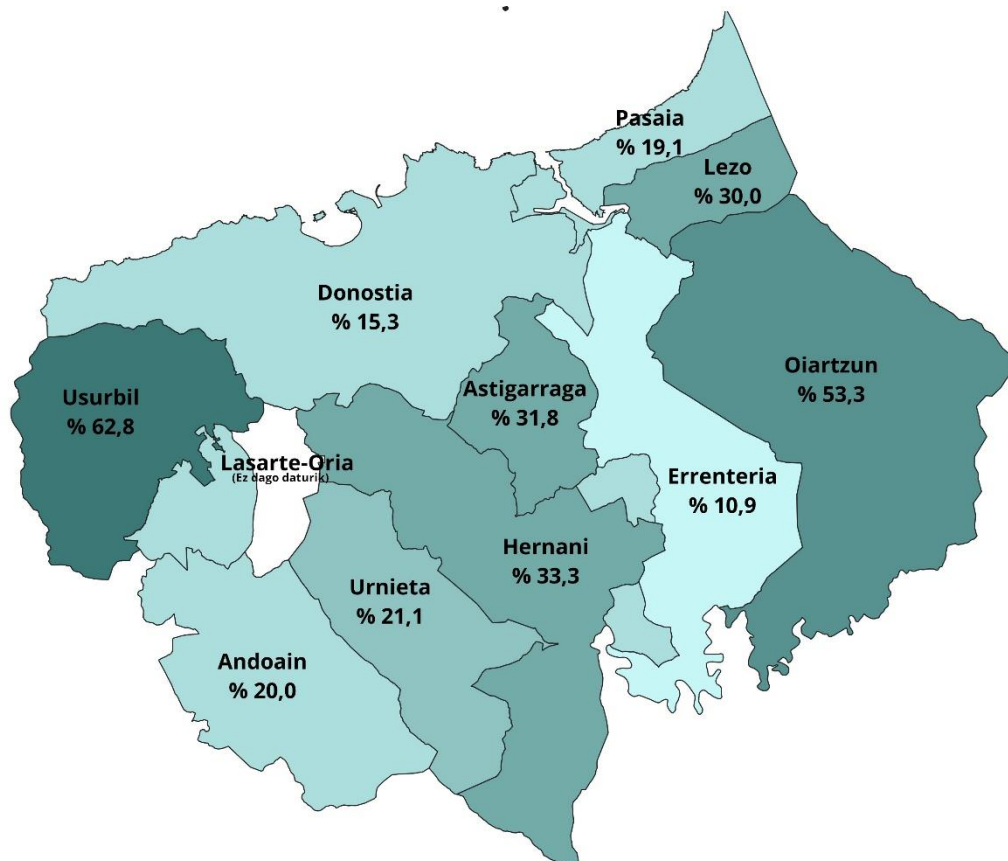 Pasaia
% 19,1
Lezo
% 30,0
Donostia
% 15,3
Oiartzun
% 53,3
Usurbil
% 62,8
Astigarraga
% 31,8
Lasarte-Oria
(Ez dago daturik)
Errenteria
% 10,9
Hernani
% 33,3
Urnieta
% 21,1
Andoain
% 20,0